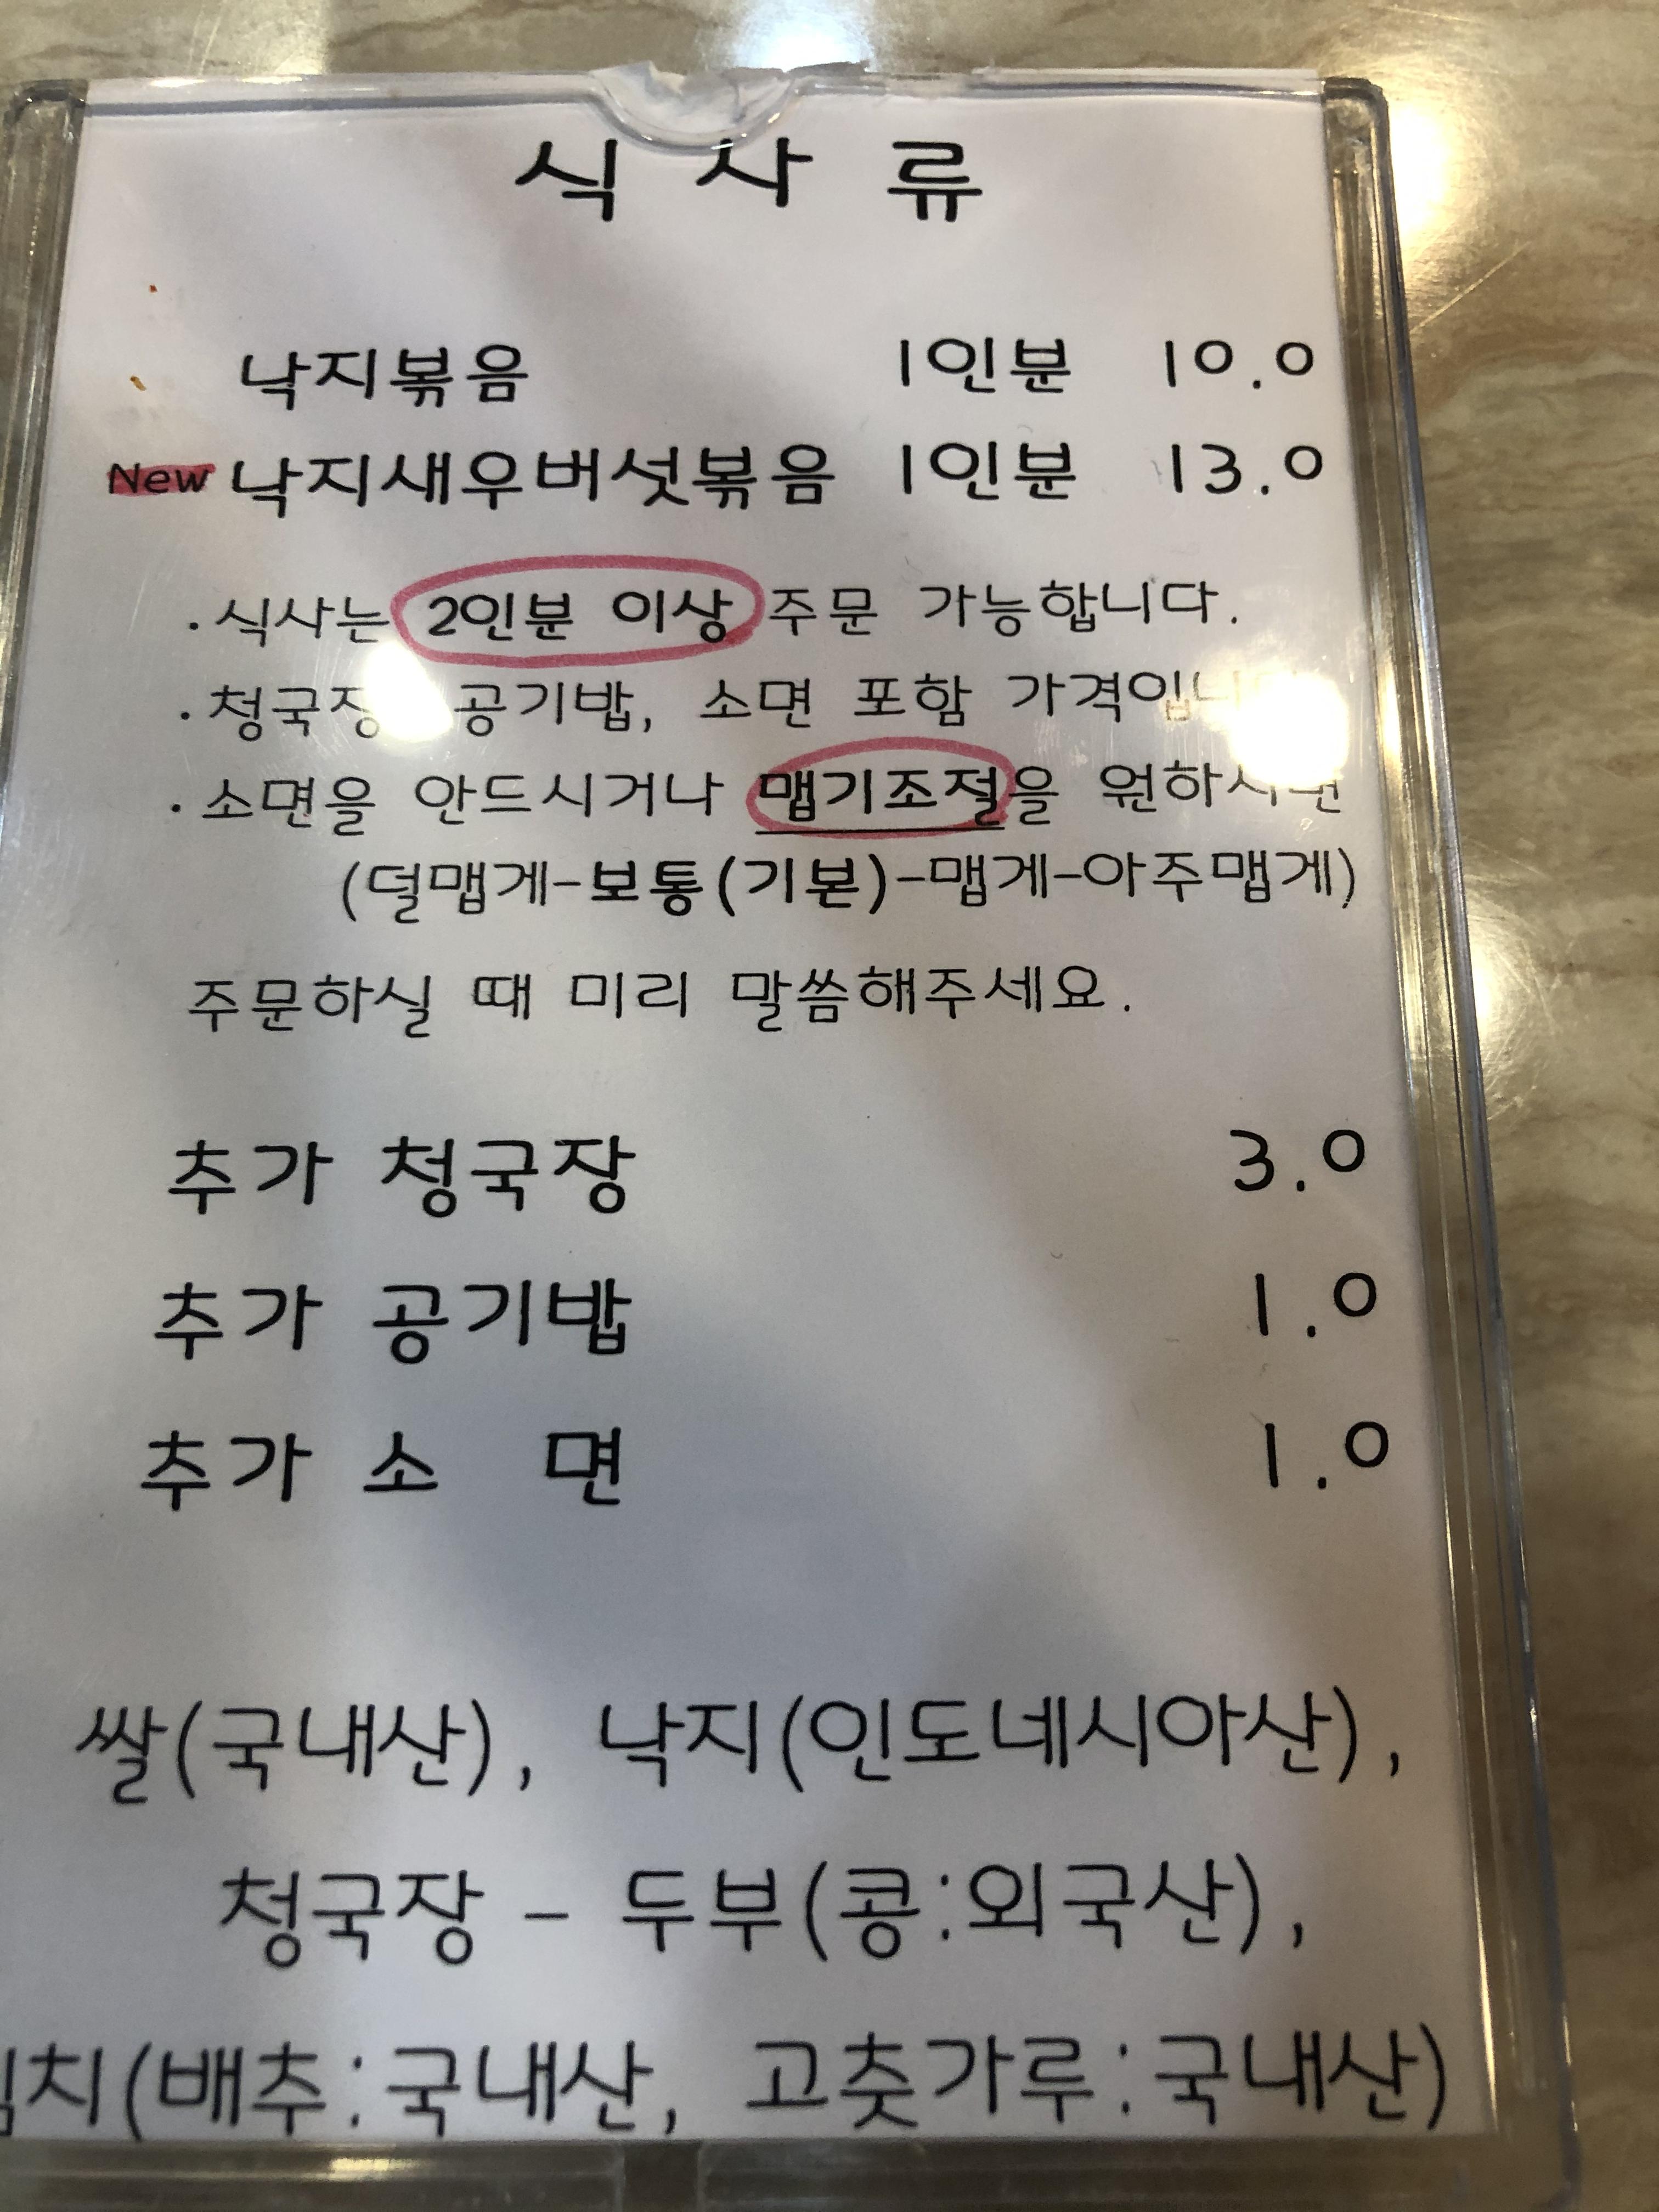 식 사 류
낙지볶음 1인분 10.0
New 낙지새우버섯볶음 1인분 13.0
·식사는 2인분 이상 주문 가능합니다.
·청국장 공기밥, 소면 포함
·소면을 안드시거나 맵기조절을 원하시면
(덜맵게-보통(기본)-맵게-아주맵게)
주문하실 때 미리 말씀해주세요.
추가 청국장 3.0
추가 공기밥 1.0
추가 소 면 1.0
쌀(국내산), 낙지(인도네시아산),
청국장 - 두부(콩:외국산),
김치(배추:국내산, 고춧가루:국내산)